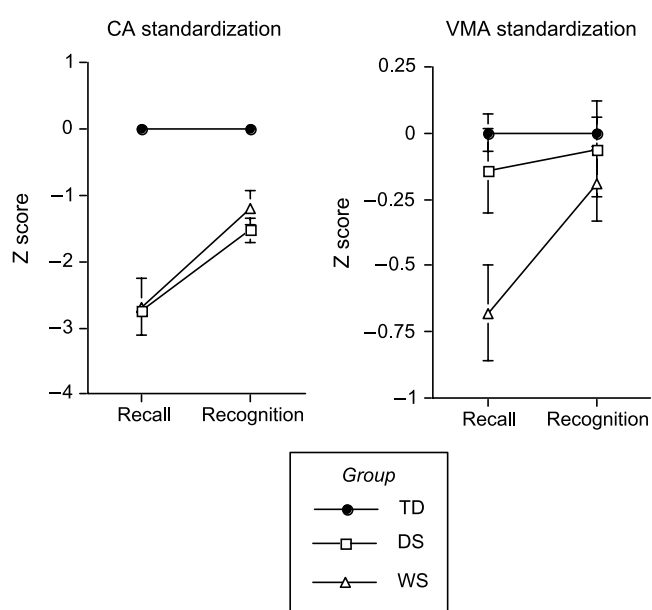 CA standardization
1
0
–1
–2
–3
–4
Z score
Recall Recognition
VMA standardization
0.25
0
–0.25
–0.5
–0.75
–1
Z score
Recall Recognition
Group
TD
DS
WS